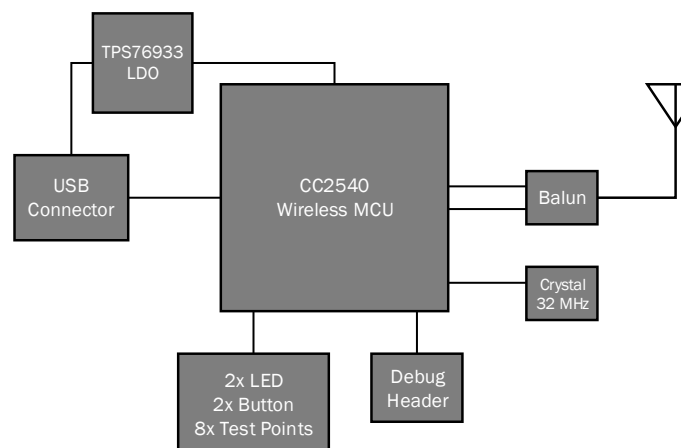 TPS76933
LDO
USB
Connector
CC2540
Wireless MCU
Balun
Crystal
32 MHz
2x LED
2x Button
8x Test Points
Debug
Header